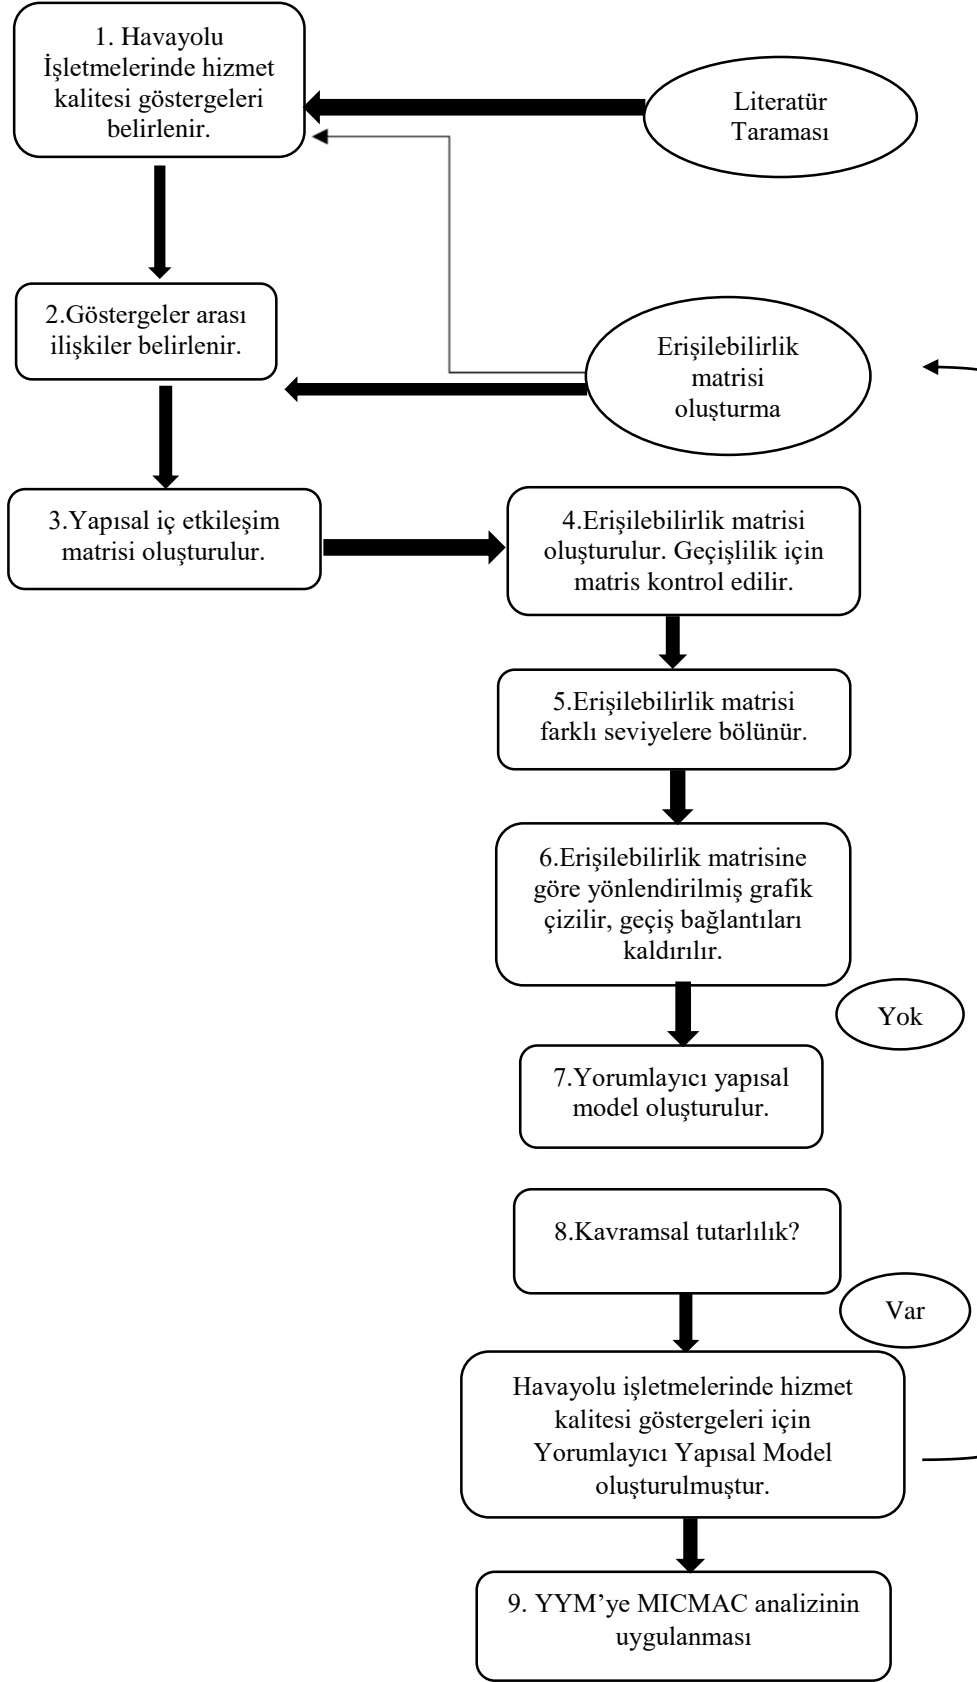 1. Havayolu
İşletmelerinde hizmet
kalitesi göstergeleri
belirlenir.
Literatür
Taraması
2.Göstergeler arası
ilişkiler belirlenir.
Erişilebilirlik
matrisi
oluşturma
3.Yapısal iç etkileşim
matrisi oluşturulur.
4.Erişilebilirlik matrisi
oluşturulur. Geçişlilik için
matris kontrol edilir.
5.Erişilebilirlik matrisi
farklı seviyelere bölünür.
6.Erişilebilirlik matrisine
göre yönlendirilmiş grafik
çizilir, geçiş bağlantıları
kaldırılır.
Yok
7.Yorumlayıcı yapısal
model oluşturulur.
8.Kavramsal tutarlılık?
Var
Havayolu işletmelerinde hizmet
kalitesi göstergeleri için
Yorumlayıcı Yapısal Model
oluşturulmuştur.
9. YYM’ye MICMAC analizinin
uygulanması